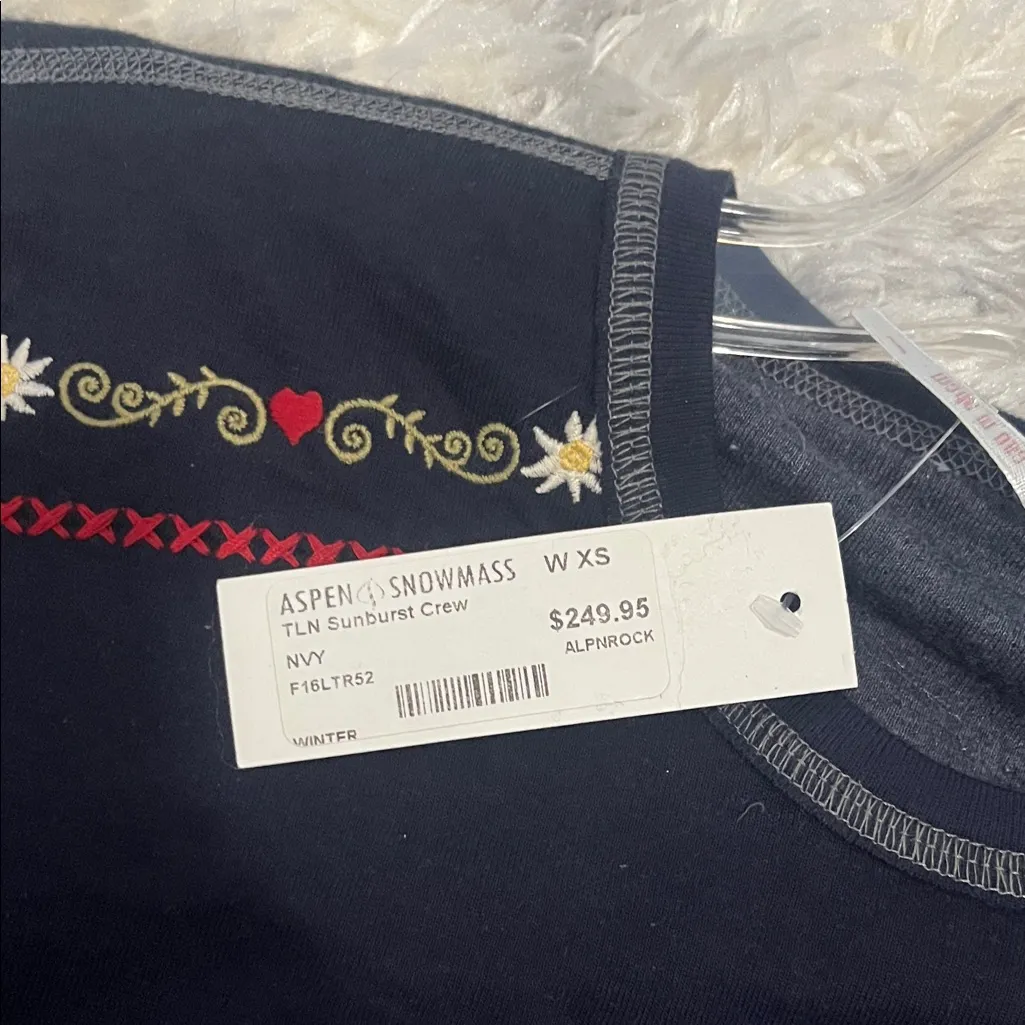 ASPEN SNOWMASS W XS
TLN Sunburst Crew
$249.95
NVY
ALPNROCK
F16LTR52
WINTER